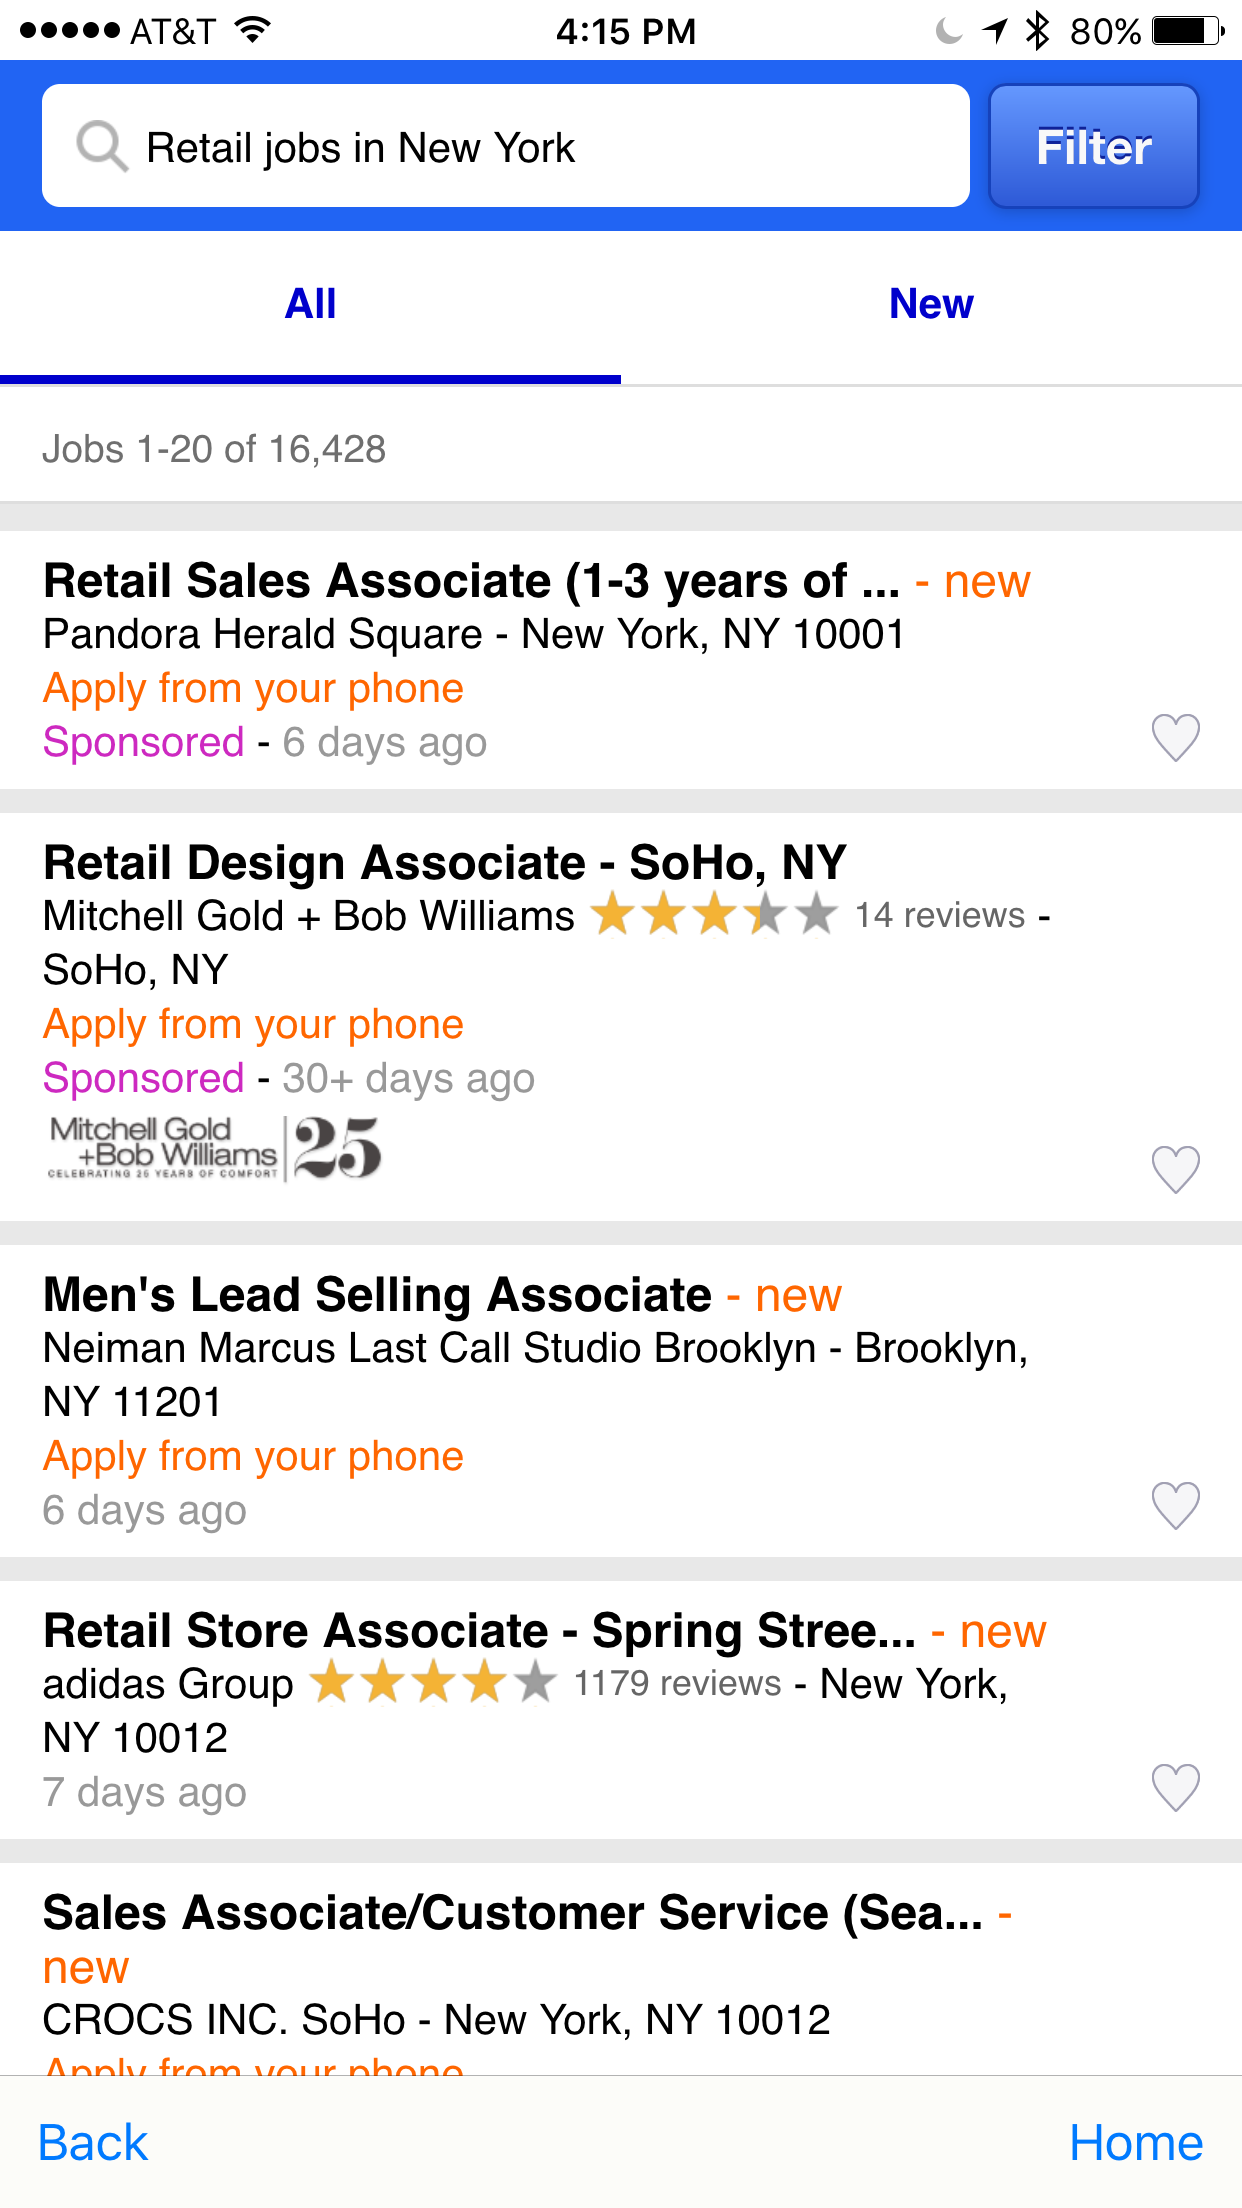 AT&T 4:15 PM 80%
Retail jobs in New York Filter
All New
Jobs 1-20 of 16,428
Retail Sales Associate (1-3 years of ... - new
Pandora Herald Square - New York, NY 10001
Apply from your phone
Sponsored - 6 days ago
Retail Design Associate - SoHo, NY
Mitchell Gold + Bob Williams 14 reviews -
SoHo, NY
Apply from your phone
Sponsored - 30+ days ago
Mitchell Gold
+Bob Williams 25
CELEBRATING 25 YEARS OF COMFORT
Men's Lead Selling Associate - new
Neiman Marcus Last Call Studio Brooklyn - Brooklyn,
NY 11201
Apply from your phone
6 days ago
Retail Store Associate - Spring Stree... - new
adidas Group 1179 reviews - New York,
NY 10012
7 days ago
Sales Associate/Customer Service (Sea... -
new
CROCS INC. SoHo - New York, NY 10012
Apply from your phone
Back Home